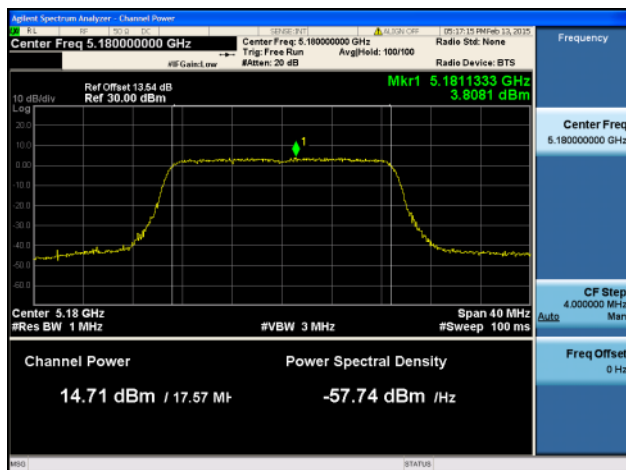 Agilent Spectrum Analyzer - Channel Power
RL RF 50 Ω DC SENSE:INT ALIGN OFF 05:17:15 PM Feb 13, 2015
Center Freq 5.180000000 GHz
Center Freq: 5.180000000 GHz
Radio Std: None
Trig: Free Run Avg|Hold: 100/100
#IFGain:Low #Atten: 20 dB Radio Device: BTS
Frequency
Ref Offset 13.54 dB
10 dB/div Ref 30.00 dBm
Mkr1 5.1811333 GHz
3.8081 dBm
Log
20.0
10.0
0.00
-10.0
-20.0
-30.0
-40.0
-50.0
-60.0
1
Center 5.18 GHz Span 40 MHz
#Res BW 1 MHz #VBW 3 MHz #Sweep 100 ms
Channel Power Power Spectral Density
14.71 dBm / 17.57 MH -57.74 dBm /Hz
Center Freq
5.180000000 GHz
CF Step
4.000000 MHz
Auto Man
Freq Offset
0 Hz
MSG STATUS